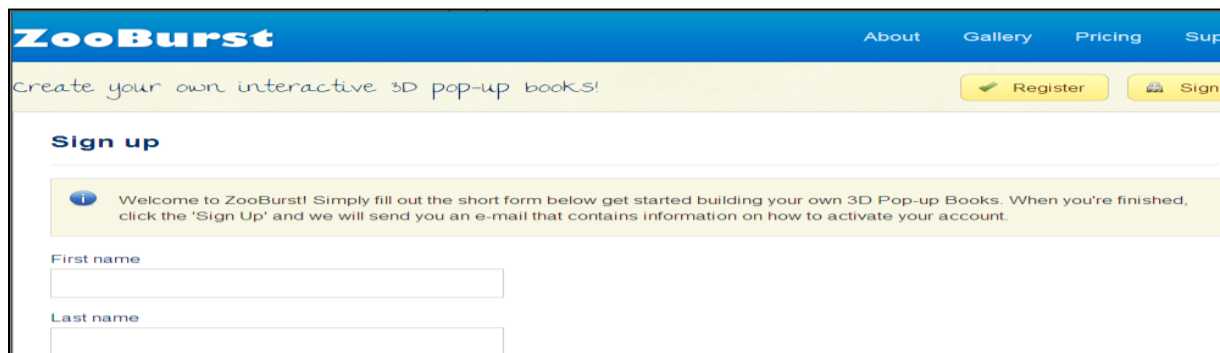 ZooBurst About Gallery Pricing Sup
Create your own interactive 3D pop-up books! Register Sign
Sign up
Welcome to ZooBurst! Simply fill out the short form below get started building your own 3D Pop-up Books. When you're finished,
click the 'Sign Up' and we will send you an e-mail that contains information on how to activate your account.
First name
Last name